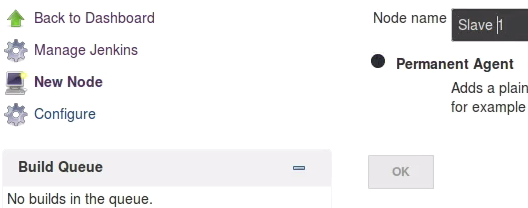 Back to Dashboard
Manage Jenkins
New Node
Configure
Build Queue
No builds in the queue.
Node name
Slave 1
Permanent Agent
Adds a plain
for example
OK